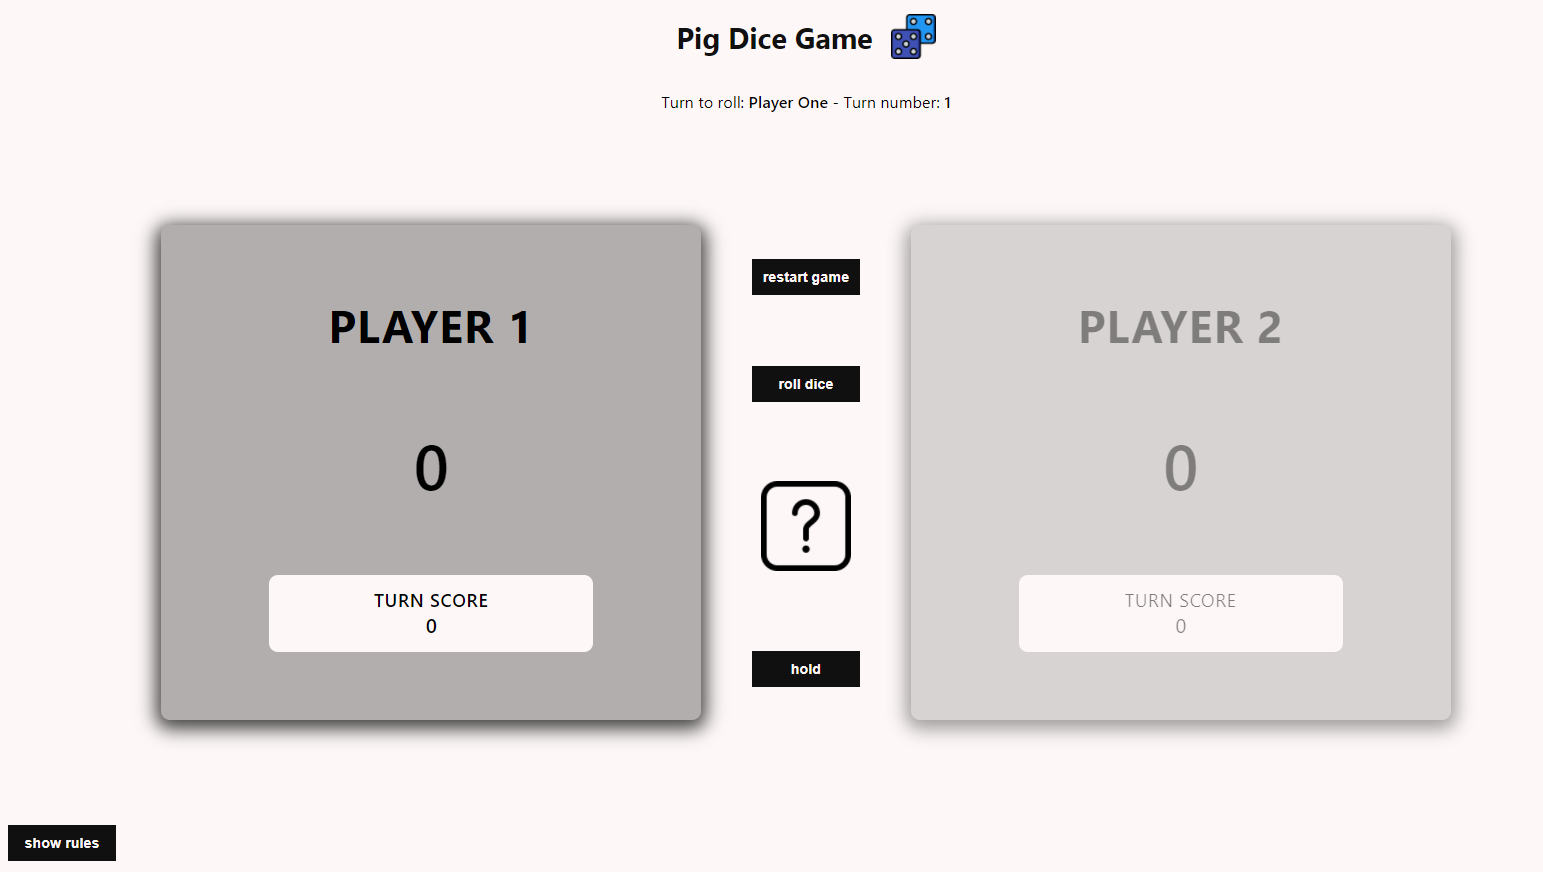 Pig Dice Game
Turn to roll: Player One - Turn number: 1
PLAYER 1
0
TURN SCORE
0
restart game
roll dice
?
hold
PLAYER 2
0
TURN SCORE
0
show rules